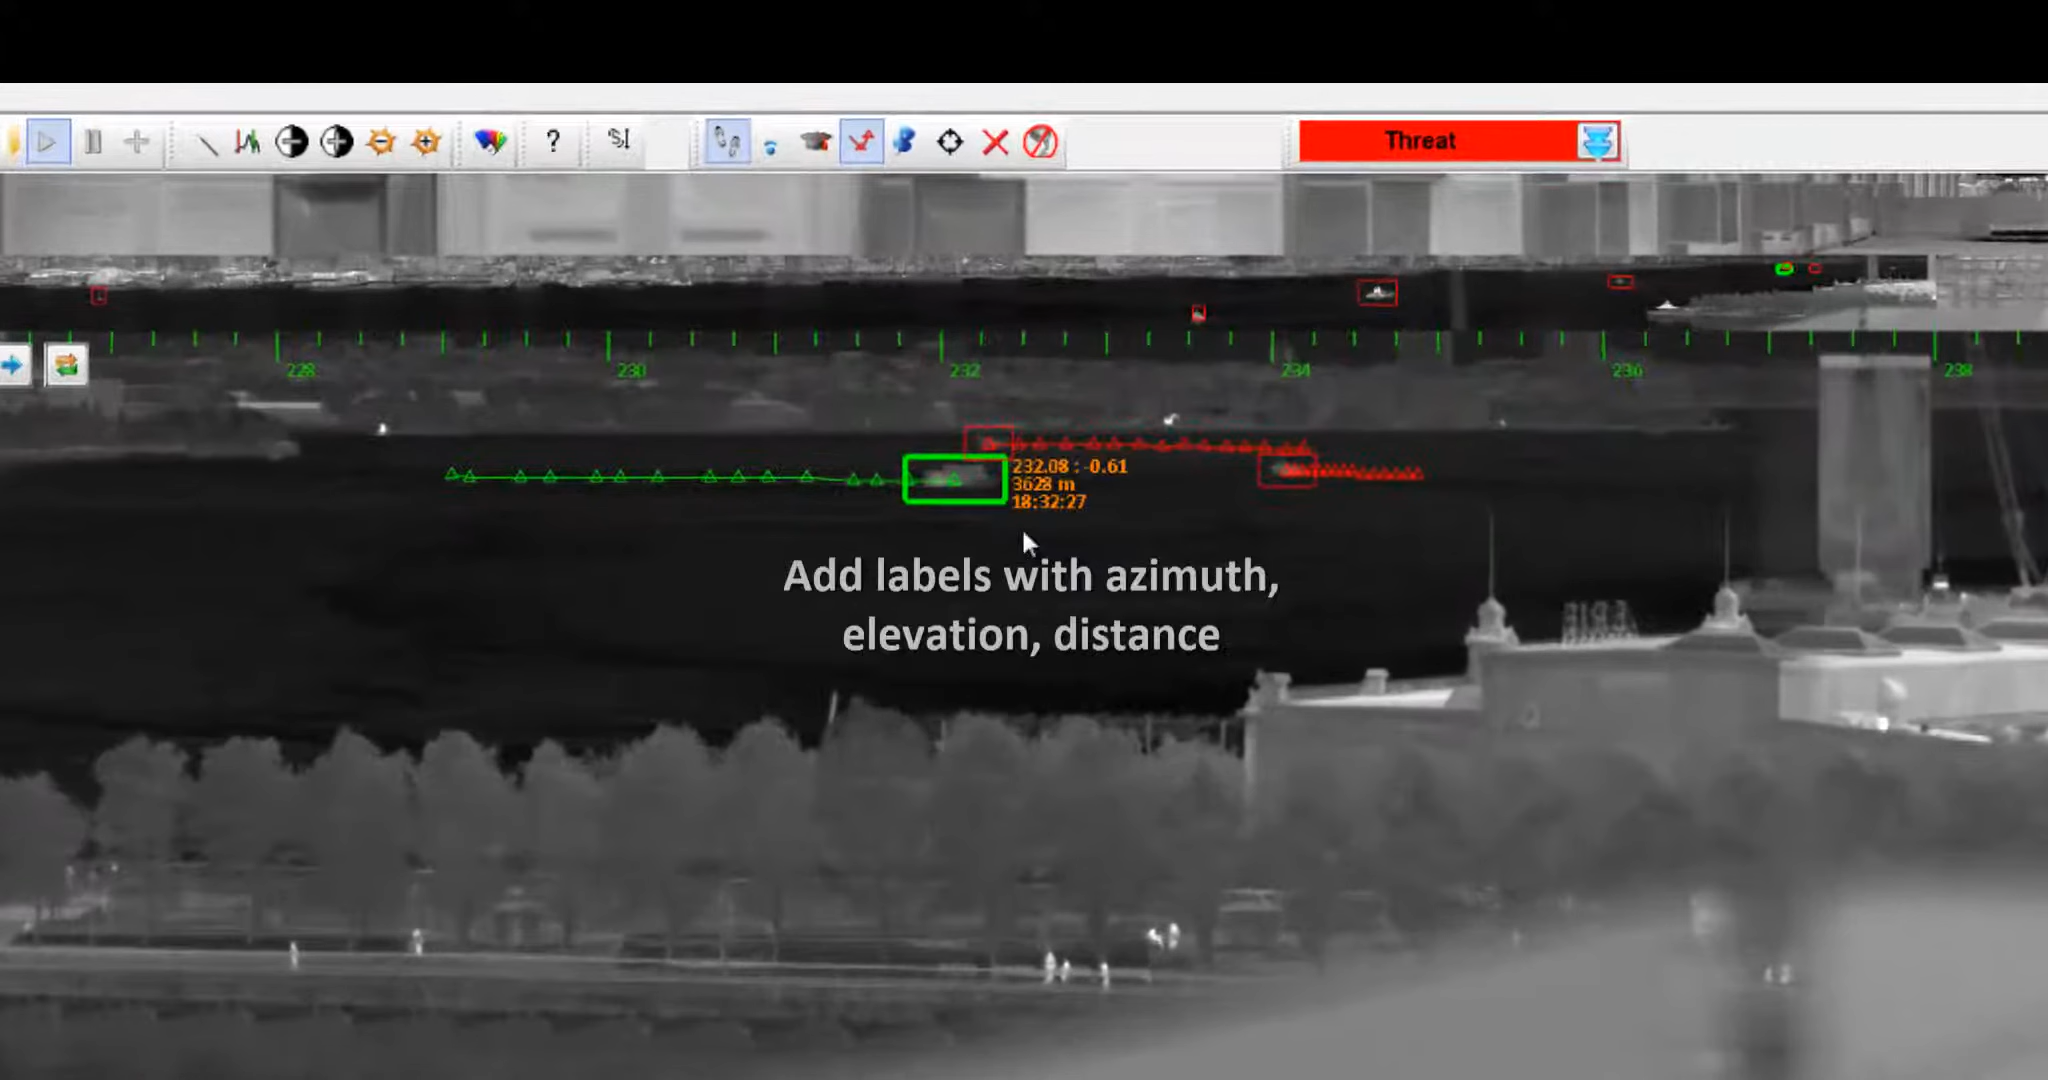 ?
Threat
228
230
232
234
236
238
232.08 : -0.61
3628 m
18:32:27
Add labels with azimuth,
elevation, distance